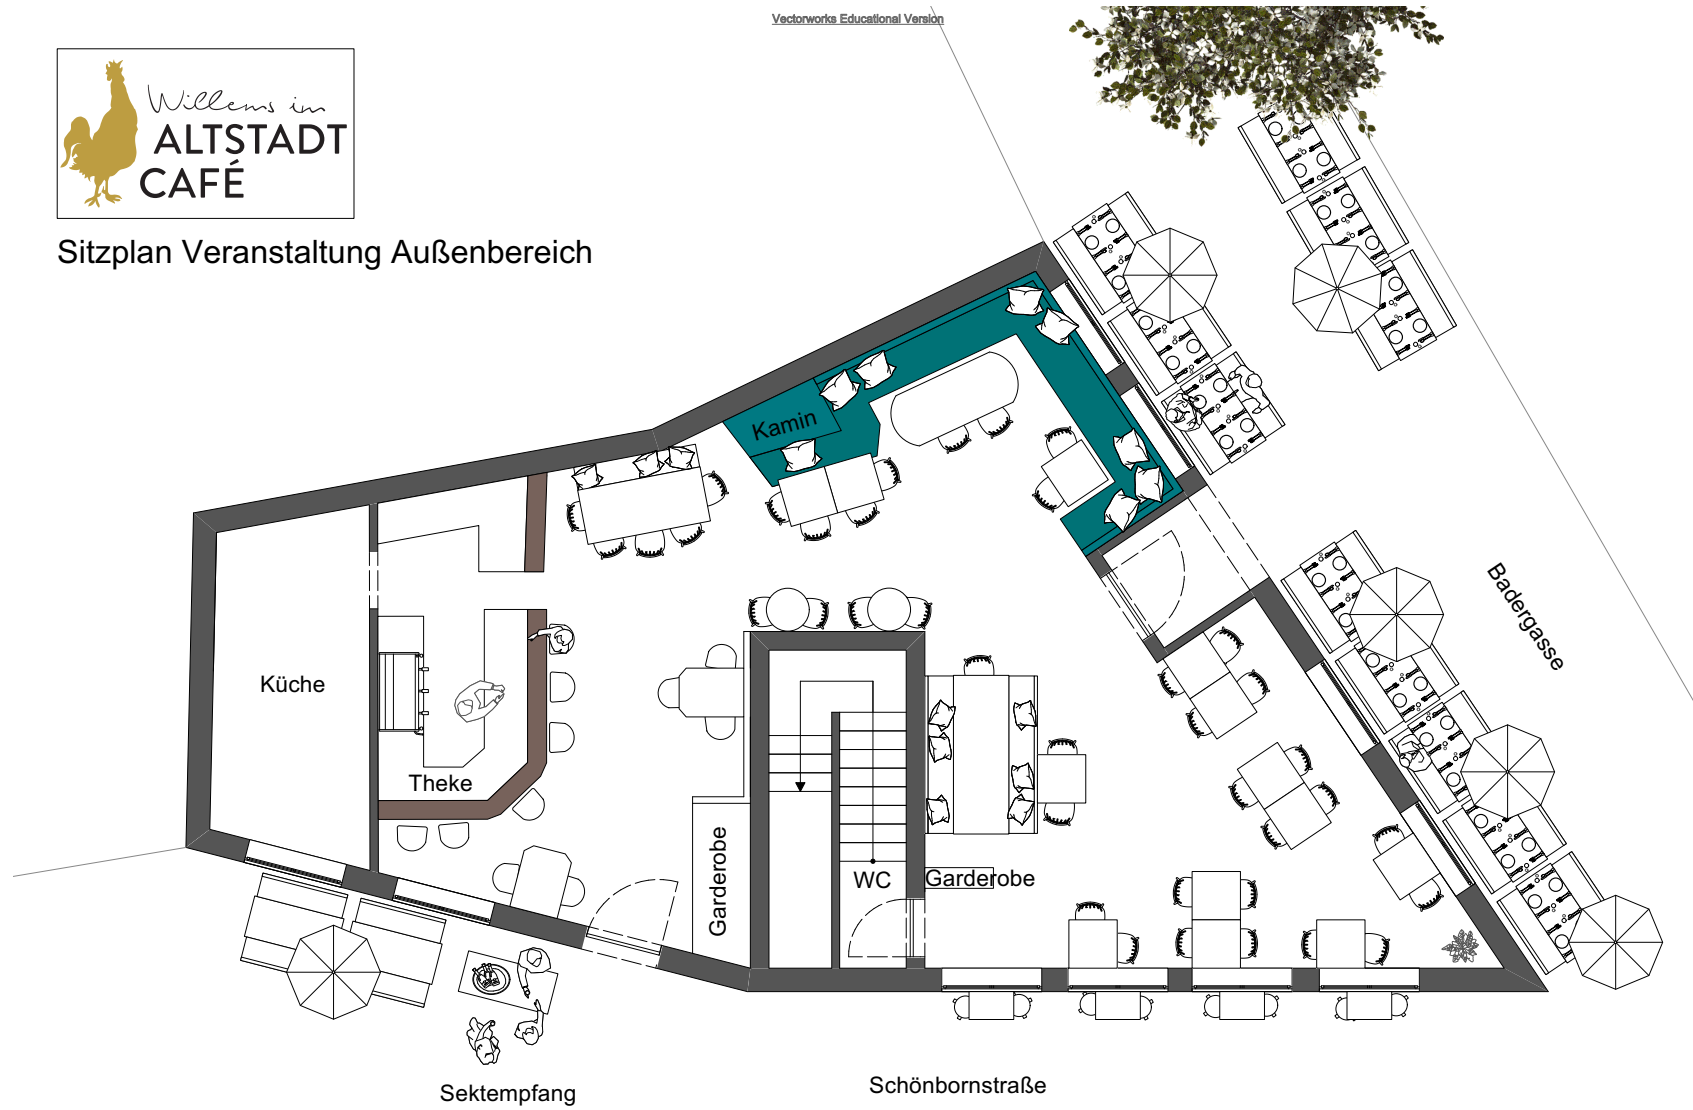 Vectorworks Educational Version
Willems im
ALTSTADT
CAFÉ
Sitzplan Veranstaltung Außenbereich
Kamin
Küche
Theke
Garderobe
WC
Garderobe
Badergasse
Sektempfang
Schönbornstraße